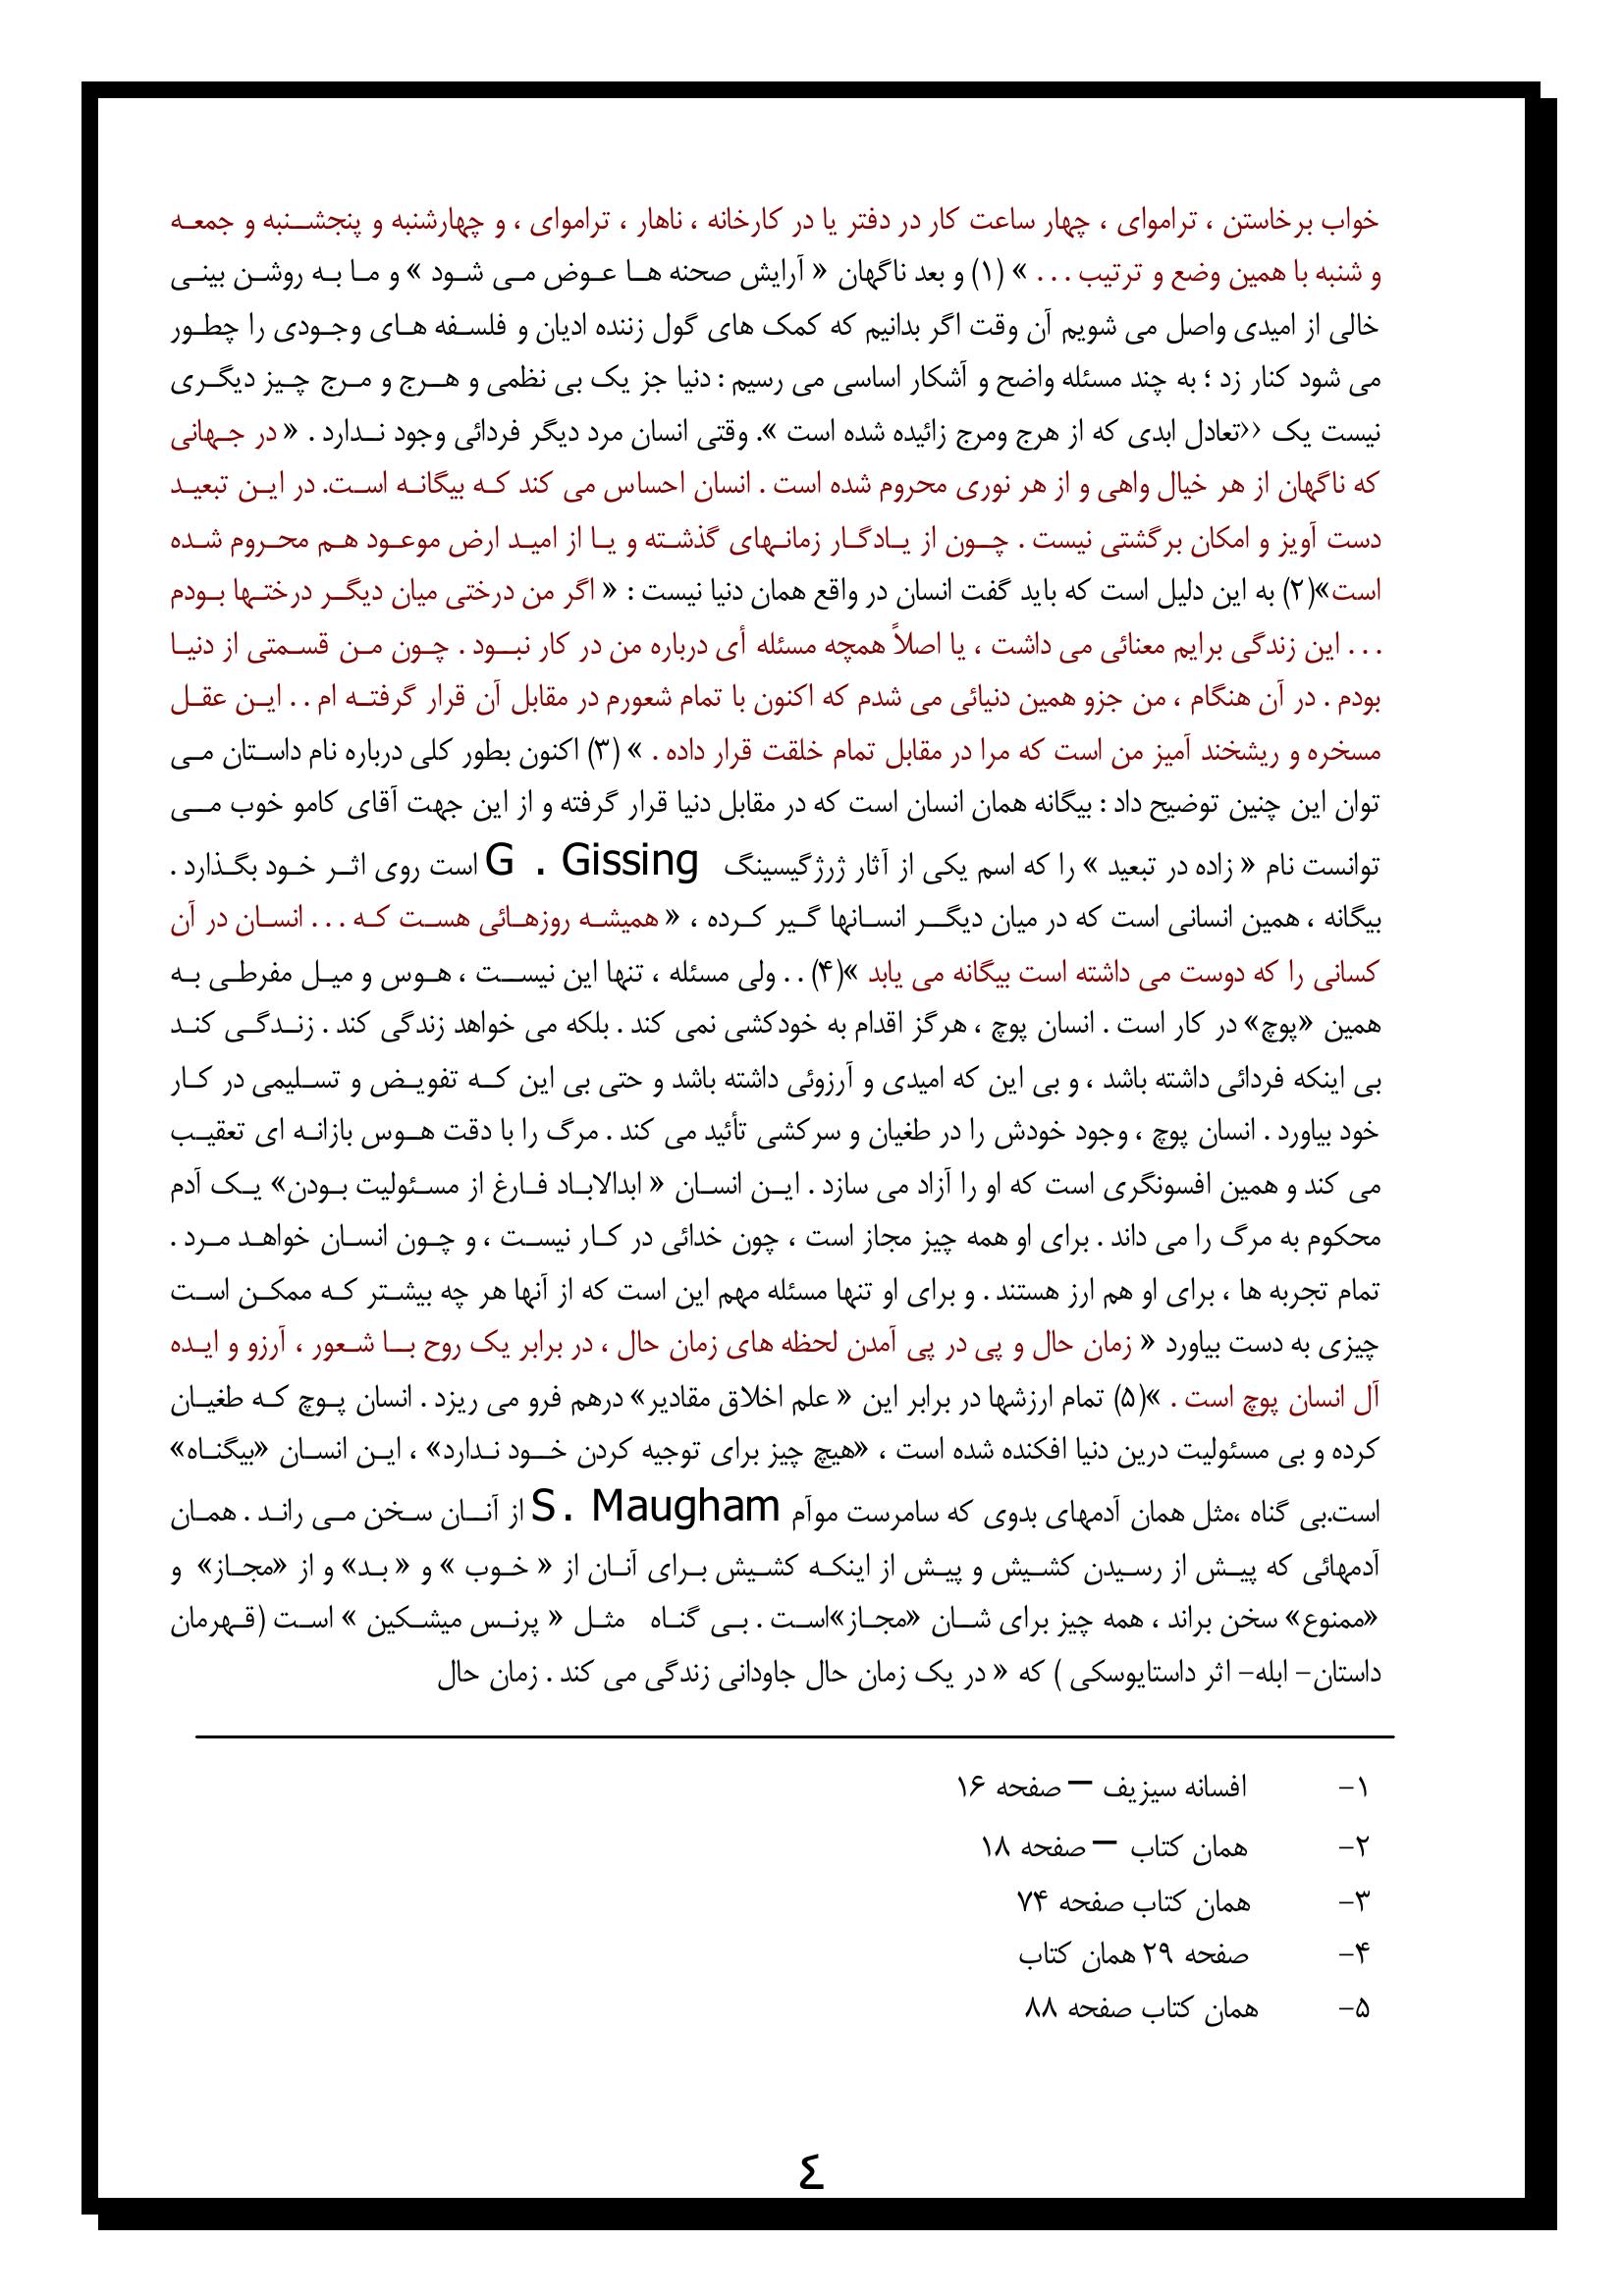 خواب برخاستن ، تراموای ، چهار ساعت کار در دفتر یا در کارخانه ، ناهار ، تراموای ، و چهارشنبه و پنجشنبه و جمعه
و شنبه با همین وضع و ترتیب . . . » (۱) و بعد ناگهان « آرایش صحنه ها عوض می شود » و ما به روشن بینی
خالی از امیدی واصل می شویم آن وقت اگر بدانیم که کمک های گول زننده ادیان و فلسفه های وجودی را چطور
می شود کنار زد ؛ به چند مسئله واضح و آشکار اساسی می رسیم : دنیا جز یک بی نظمی و هرج و مرج چیز دیگری
نیست یک ‹‹تعادل ابدی که از هرج ومرج زائیده شده است ». وقتی انسان مرد دیگر فردائی وجود ندارد . « در جهانی
که ناگهان از هر خیال واهی و از هر نوری محروم شده است . انسان احساس می کند که بیگانه است. در این تبعید
دست آویز و امکان برگشتی نیست . چون از یادگار زمانهای گذشته و یا از امید ارض موعود هم محروم شده
است»(۲) به این دلیل است که باید گفت انسان در واقع همان دنیا نیست : « اگر من درختی میان دیگر درختها بودم
. . . این زندگی برایم معنائی می داشت ، یا اصلاً همچه مسئله أی درباره من در کار نبود . چون من قسمتی از دنیا
بودم . در آن هنگام ، من جزو همین دنیائی می شدم که اکنون با تمام شعورم در مقابل آن قرار گرفته ام . . این عقل
مسخره و ریشخند آمیز من است که مرا در مقابل تمام خلقت قرار داده . » (۳) اکنون بطور کلی درباره نام داستان می
توان این چنین توضیح داد : بیگانه همان انسان است که در مقابل دنیا قرار گرفته و از این جهت آقای کامو خوب می
توانست نام « زاده در تبعید » را که اسم یکی از آثار ژرژگیسینگ G . Gissing است روی اثر خود بگذارد .
بیگانه ، همین انسانی است که در میان دیگر انسانها گیر کرده ، « همیشه روزهائی هست که . . . انسان در آن
کسانی را که دوست می داشته است بیگانه می یابد »(۴) . . ولی مسئله ، تنها این نیست ، هوس و میل مفرطی به
همین «پوچ» در کار است . انسان پوچ ، هرگز اقدام به خودکشی نمی کند . بلکه می خواهد زندگی کند . زندگی کند
بی اینکه فردائی داشته باشد ، و بی این که امیدی و آرزوئی داشته باشد و حتی بی این که تفویض و تسلیمی در کار
خود بیاورد . انسان پوچ ، وجود خودش را در طغیان و سرکشی تأئید می کند . مرگ را با دقت هوس بازانه ای تعقیب
می کند و همین افسونگری است که او را آزاد می سازد . این انسان « ابدالاباد فارغ از مسئولیت بودن» یک آدم
محکوم به مرگ را می داند . برای او همه چیز مجاز است ، چون خدائی در کار نیست ، و چون انسان خواهد مرد .
تمام تجربه ها ، برای او هم ارز هستند . و برای او تنها مسئله مهم این است که از آنها هر چه بیشتر که ممکن است
چیزی به دست بیاورد « زمان حال و پی در پی آمدن لحظه های زمان حال ، در برابر یک روح با شعور ، آرزو و ایده
آل انسان پوچ است . »(۵) تمام ارزشها در برابر این « علم اخلاق مقادیر» درهم فرو می ریزد . انسان پوچ که طغیان
کرده و بی مسئولیت درین دنیا افکنده شده است ، «هیچ چیز برای توجیه کردن خود ندارد» ، این انسان «بیگناه»
است.بی گناه ،مثل همان آدمهای بدوی که سامرست موآم S . Maugham از آنان سخن می راند . همان
آدمهائی که پیش از رسیدن کشیش و پیش از اینکه کشیش برای آنان از « خوب » و « بد» و از «مجاز» و
«ممنوع» سخن براند ، همه چیز برای شان «مجاز»است . بی گناه مثل « پرنس میشکین » است (قهرمان
داستان- ابله- اثر داستایوسکی ) که « در یک زمان حال جاودانی زندگی می کند . زمان حال
۱- افسانه سیزیف – صفحه ۱۶
۲- همان کتاب – صفحه ۱۸
۳- همان کتاب صفحه ۷۴
۴- صفحه ۲۹ همان کتاب
۵- همان کتاب صفحه ۸۸
٤